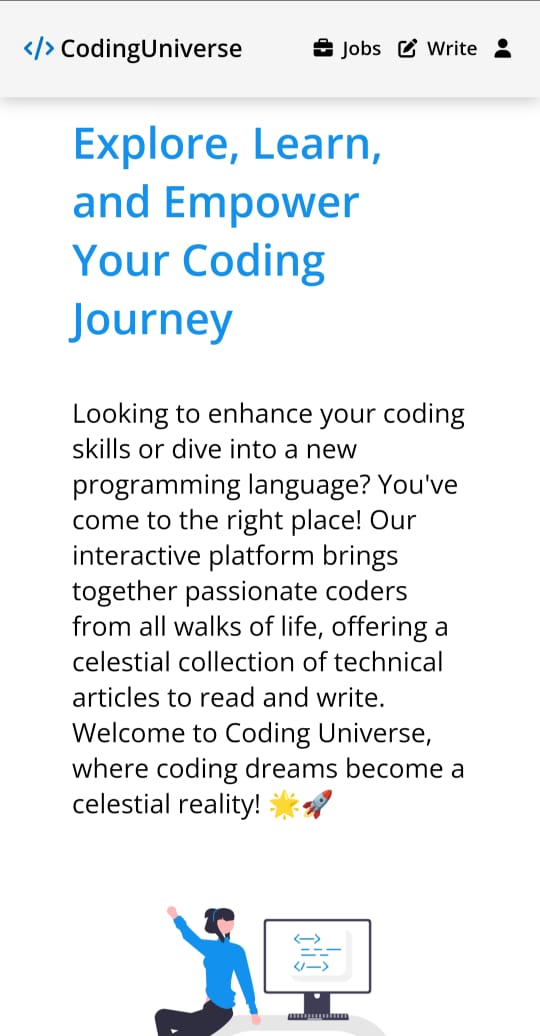 </> CodingUniverse Jobs Write
Explore, Learn,
and Empower
Your Coding
Journey
Looking to enhance your coding
skills or dive into a new
programming language? You've
come to the right place! Our
interactive platform brings
together passionate coders
from all walks of life, offering a
celestial collection of technical
articles to read and write.
Welcome to Coding Universe,
where coding dreams become a
celestial reality! 🌟🚀